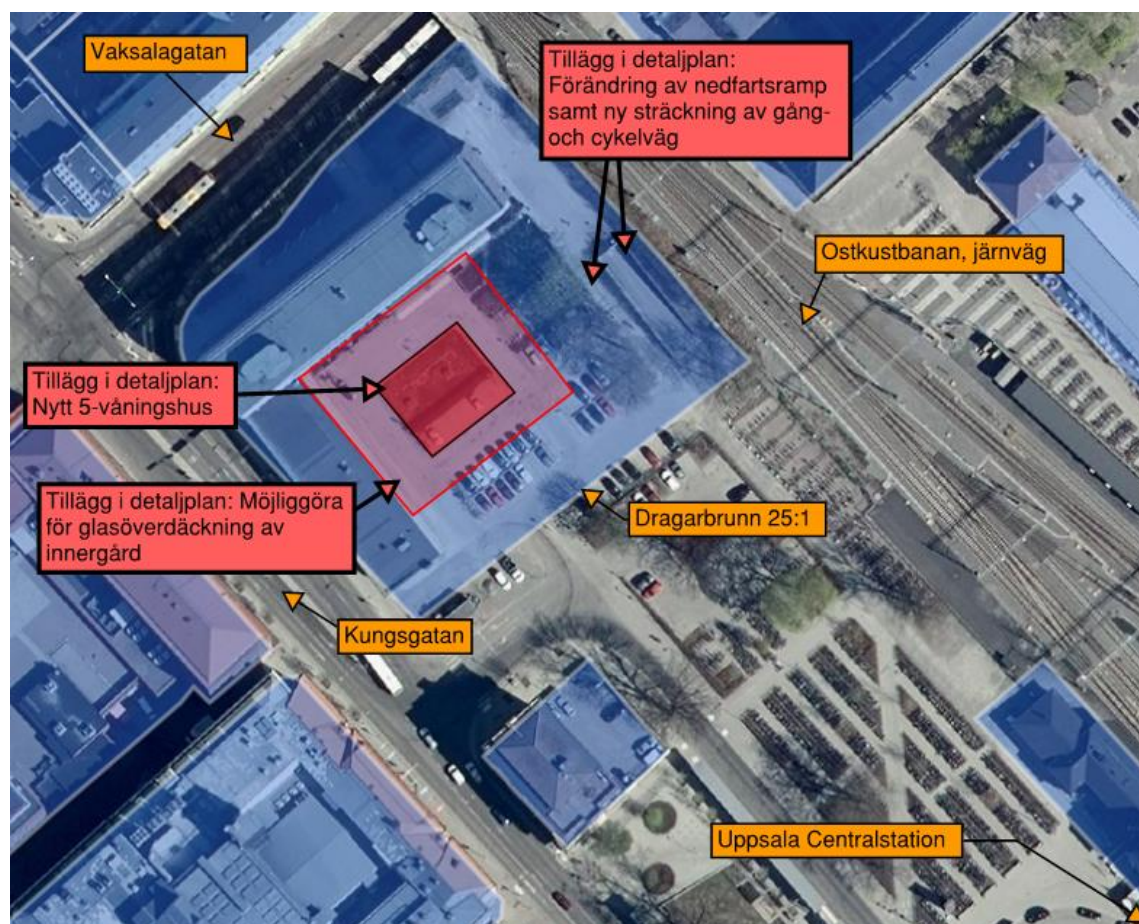 Vaksalagatan
Tillägg i detaljplan:
Förändring av nedfartsramp
samt ny sträckning av gång-
och cykelväg
Ostkustbanan, järnväg
Tillägg i detaljplan:
Nytt 5-våningshus
Tillägg i detaljplan: Möjliggöra
för glasöverdäckning av
innergård
Dragarbrunn 25:1
Kungsgatan
Uppsala Centralstation